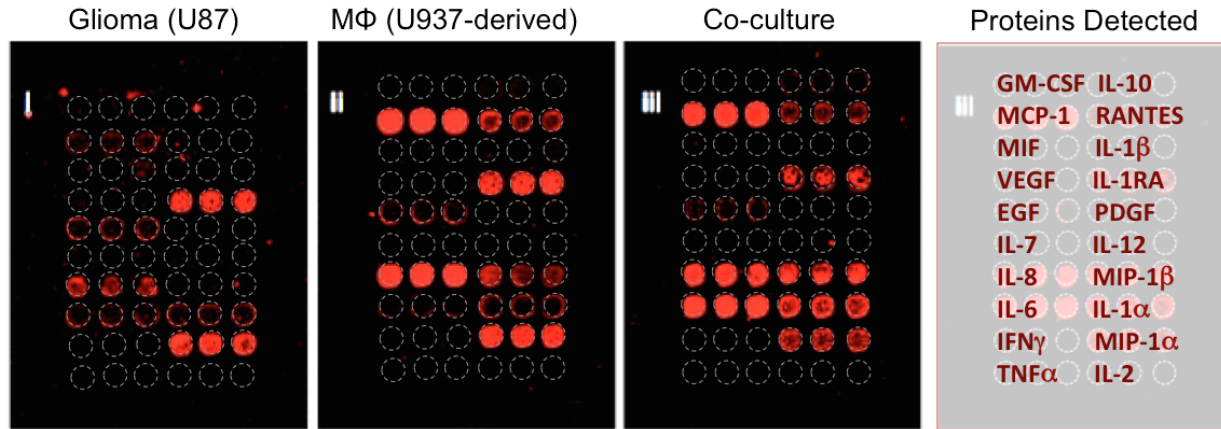 Glioma (U87) MΦ (U937-derived) Co-culture Proteins Detected
i ii iii iii
GM-CSF IL-10
MCP-1 RANTES
MIF IL-1β
VEGF IL-1RA
EGF PDGF
IL-7 IL-12
IL-8 MIP-1β
IL-6 IL-1α
IFNγ MIP-1α
TNFα IL-2